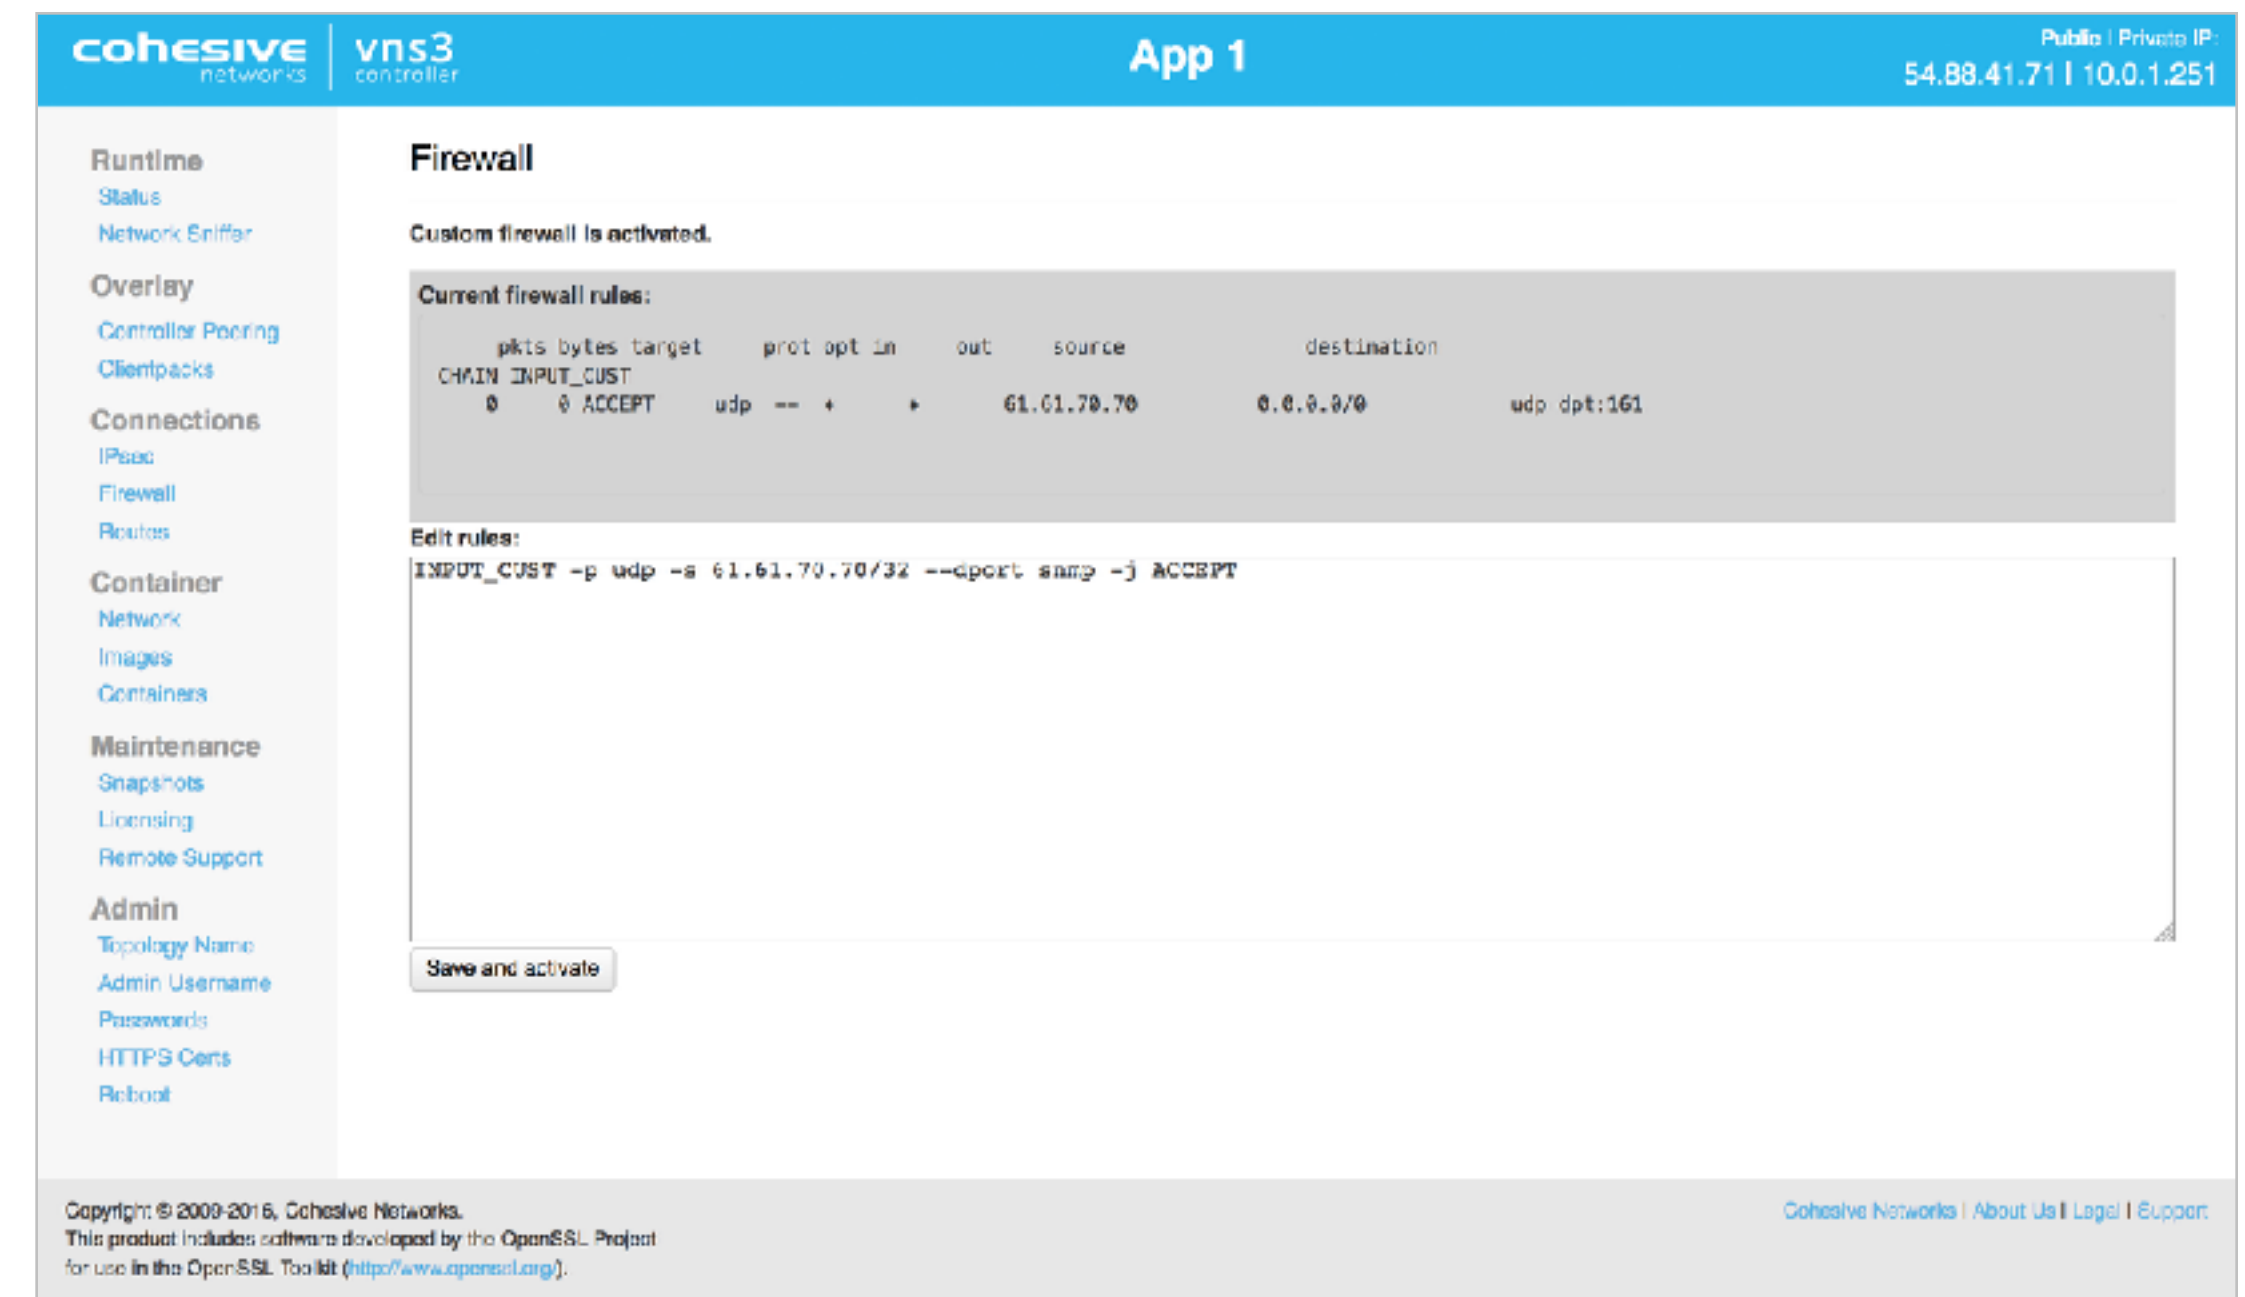 cohesive networks | vns3 controller
App 1
Public | Private IP:
54.88.41.71 | 10.0.1.251
Runtime
Status
Network Sniffer
Overlay
Controller Peering
Clientpacks
Connections
IPsec
Firewall
Routes
Container
Network
Images
Containers
Maintenance
Snapshots
Licensing
Remote Support
Admin
Topology Name
Admin Username
Passwords
HTTPS Certs
Reboot
Firewall
Custom firewall is activated.
Current firewall rules:
pkts bytes target prot opt in out source destination
CHAIN INPUT_CUST
0 0 ACCEPT udp -- * * 61.61.70.70 0.0.0.0/0 udp dpt:161
Edit rules:
INPUT_CUST -p udp -s 61.61.70.70/32 --dport snmp -j ACCEPT
Save and activate
Copyright © 2009-2016, Cohesive Networks.
This product includes software developed by the OpenSSL Project
for use in the OpenSSL Toolkit (http://www.openssl.org/).
Cohesive Networks | About Us | Legal | Support